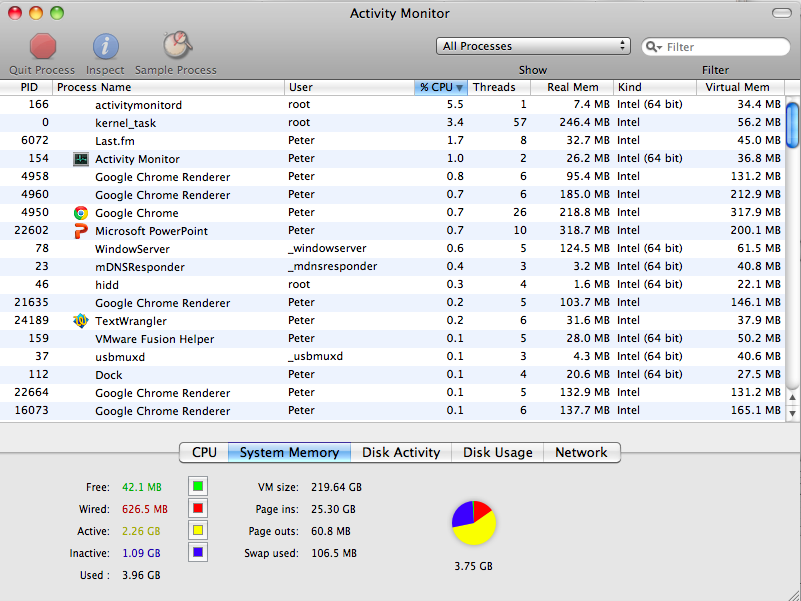 Activity Monitor
Quit Process Inspect Sample Process All Processes Filter
Show Filter
PID Process Name User % CPU Threads Real Mem Kind Virtual Mem
166 activitymonitord root 5.5 1 7.4 MB Intel (64 bit) 34.4 MB
0 kernel_task root 3.4 57 246.4 MB Intel 56.2 MB
6072 Last.fm Peter 1.7 8 32.7 MB Intel 45.0 MB
154 Activity Monitor Peter 1.0 2 26.2 MB Intel (64 bit) 36.8 MB
4958 Google Chrome Renderer Peter 0.8 6 95.4 MB Intel 131.2 MB
4960 Google Chrome Renderer Peter 0.7 6 185.0 MB Intel 212.9 MB
4950 Google Chrome Peter 0.7 26 218.8 MB Intel 317.9 MB
22602 Microsoft PowerPoint Peter 0.7 10 318.7 MB Intel 200.1 MB
78 WindowServer _windowserver 0.6 5 124.5 MB Intel (64 bit) 61.5 MB
23 mDNSResponder _mdnsresponder 0.4 3 3.2 MB Intel (64 bit) 40.8 MB
46 hidd root 0.3 4 1.6 MB Intel (64 bit) 22.1 MB
21635 Google Chrome Renderer Peter 0.2 5 103.7 MB Intel 146.1 MB
24189 TextWrangler Peter 0.2 6 31.6 MB Intel 37.9 MB
159 VMware Fusion Helper Peter 0.1 5 28.0 MB Intel (64 bit) 50.2 MB
37 usbmuxd _usbmuxd 0.1 3 4.3 MB Intel (64 bit) 40.6 MB
112 Dock Peter 0.1 4 20.6 MB Intel (64 bit) 27.5 MB
22664 Google Chrome Renderer Peter 0.1 5 132.9 MB Intel 131.2 MB
16073 Google Chrome Renderer Peter 0.1 6 137.7 MB Intel 165.1 MB
CPU System Memory Disk Activity Disk Usage Network
Free: 42.1 MB VM size: 219.64 GB
Wired: 626.5 MB Page ins: 25.30 GB
Active: 2.26 GB Page outs: 60.8 MB
Inactive: 1.09 GB Swap used: 106.5 MB
Used : 3.96 GB 3.75 GB